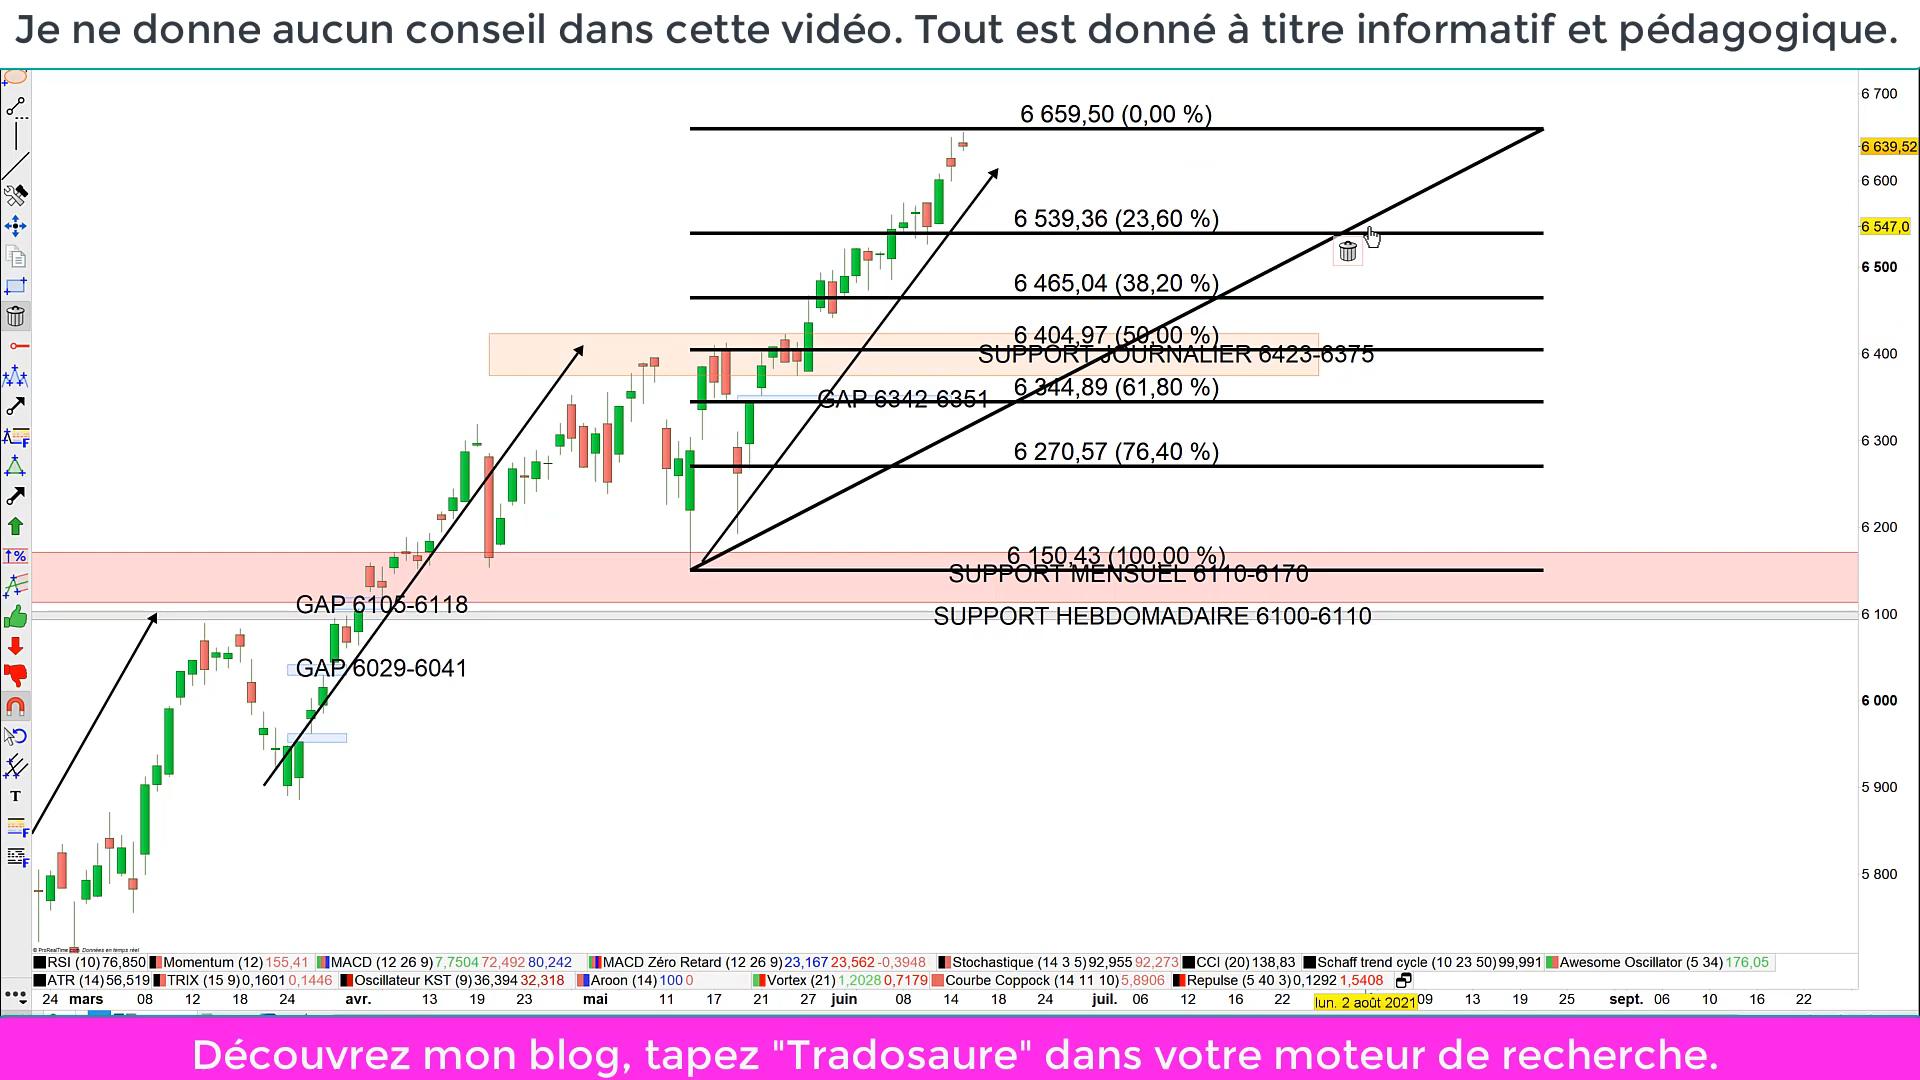 Je ne donne aucun conseil dans cette vidéo. Tout est donné à titre informatif et pédagogique.
6 700
6 659,50 (0,00 %)
6 639,52
6 600
6 539,36 (23,60 %)
6 547,0
6 500
6 465,04 (38,20 %)
6 404,97 (50,00 %)
SUPPORT JOURNALIER 6423-6375
6 400
6 344,89 (61,80 %)
GAP 6342-6351
6 300
6 270,57 (76,40 %)
6 200
6 150,43 (100,00 %)
SUPPORT MENSUEL 6110-6170
GAP 6105-6118
SUPPORT HEBDOMADAIRE 6100-6110
6 100
GAP 6029-6041
6 000
5 900
5 800
© ProRealTime.com Données en temps réel
RSI (10) 76,850 Momentum (12) 155,41 MACD (12 26 9) 7,7504 72,492 80,242 MACD Zéro Retard (12 26 9) 23,167 23,562 -0,3948 Stochastique (14 3 5) 92,955 92,273 CCI (20) 138,83 Schaff trend cycle (10 23 50) 99,991 Awesome Oscillator (5 34) 176,05
ATR (14) 56,519 TRIX (15 9) 0,1601 0,1446 Oscillateur KST (9) 36,394 32,318 Aroon (14) 100 0 Vortex (21) 1,2028 0,7179 Courbe Coppock (14 11 10) 5,8906 Repulse (5 40 3) 0,1292 1,5408
24 mars 08 12 18 24 avr. 13 19 23 mai 11 17 21 27 juin 08 14 18 24 juil. 06 12 16 22 lun. 2 août 2021 09 13 19 25 sept. 06 10 16 22
Découvrez mon blog, tapez "Tradosaure" dans votre moteur de recherche.